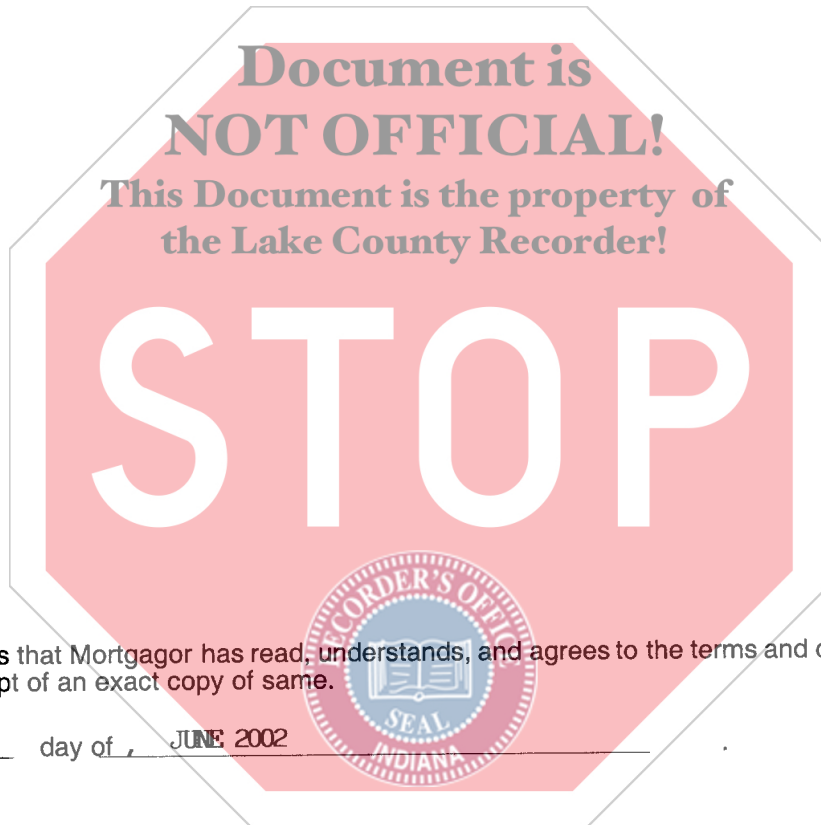 Document is
NOT OFFICIAL!
This Document is the property of
the Lake County Recorder!
STOP
RECORDER'S OFFICE
s that Mortgagor has read, understands, and agrees to the terms and
pt of an exact copy of same.
SEAL
day of , JUNE 2002
INDIANA